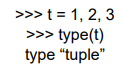 >>> t = 1, 2, 3
>>> type(t)
type “tuple”